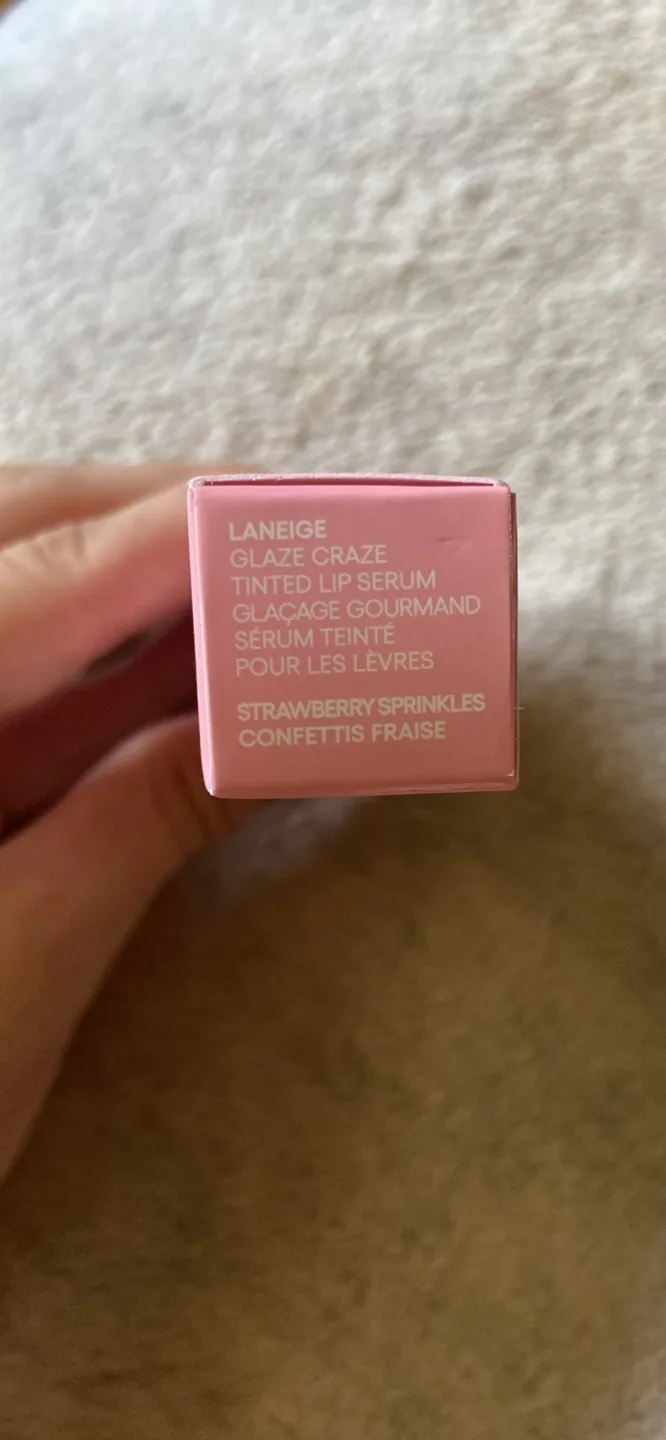 LANEIGE
GLAZE CRAZE
TINTED LIP SERUM
GLAÇAGE GOURMAND
SÉRUM TEINTÉ
POUR LES LÈVRES
STRAWBERRY SPRINKLES
CONFETTIS FRAISE